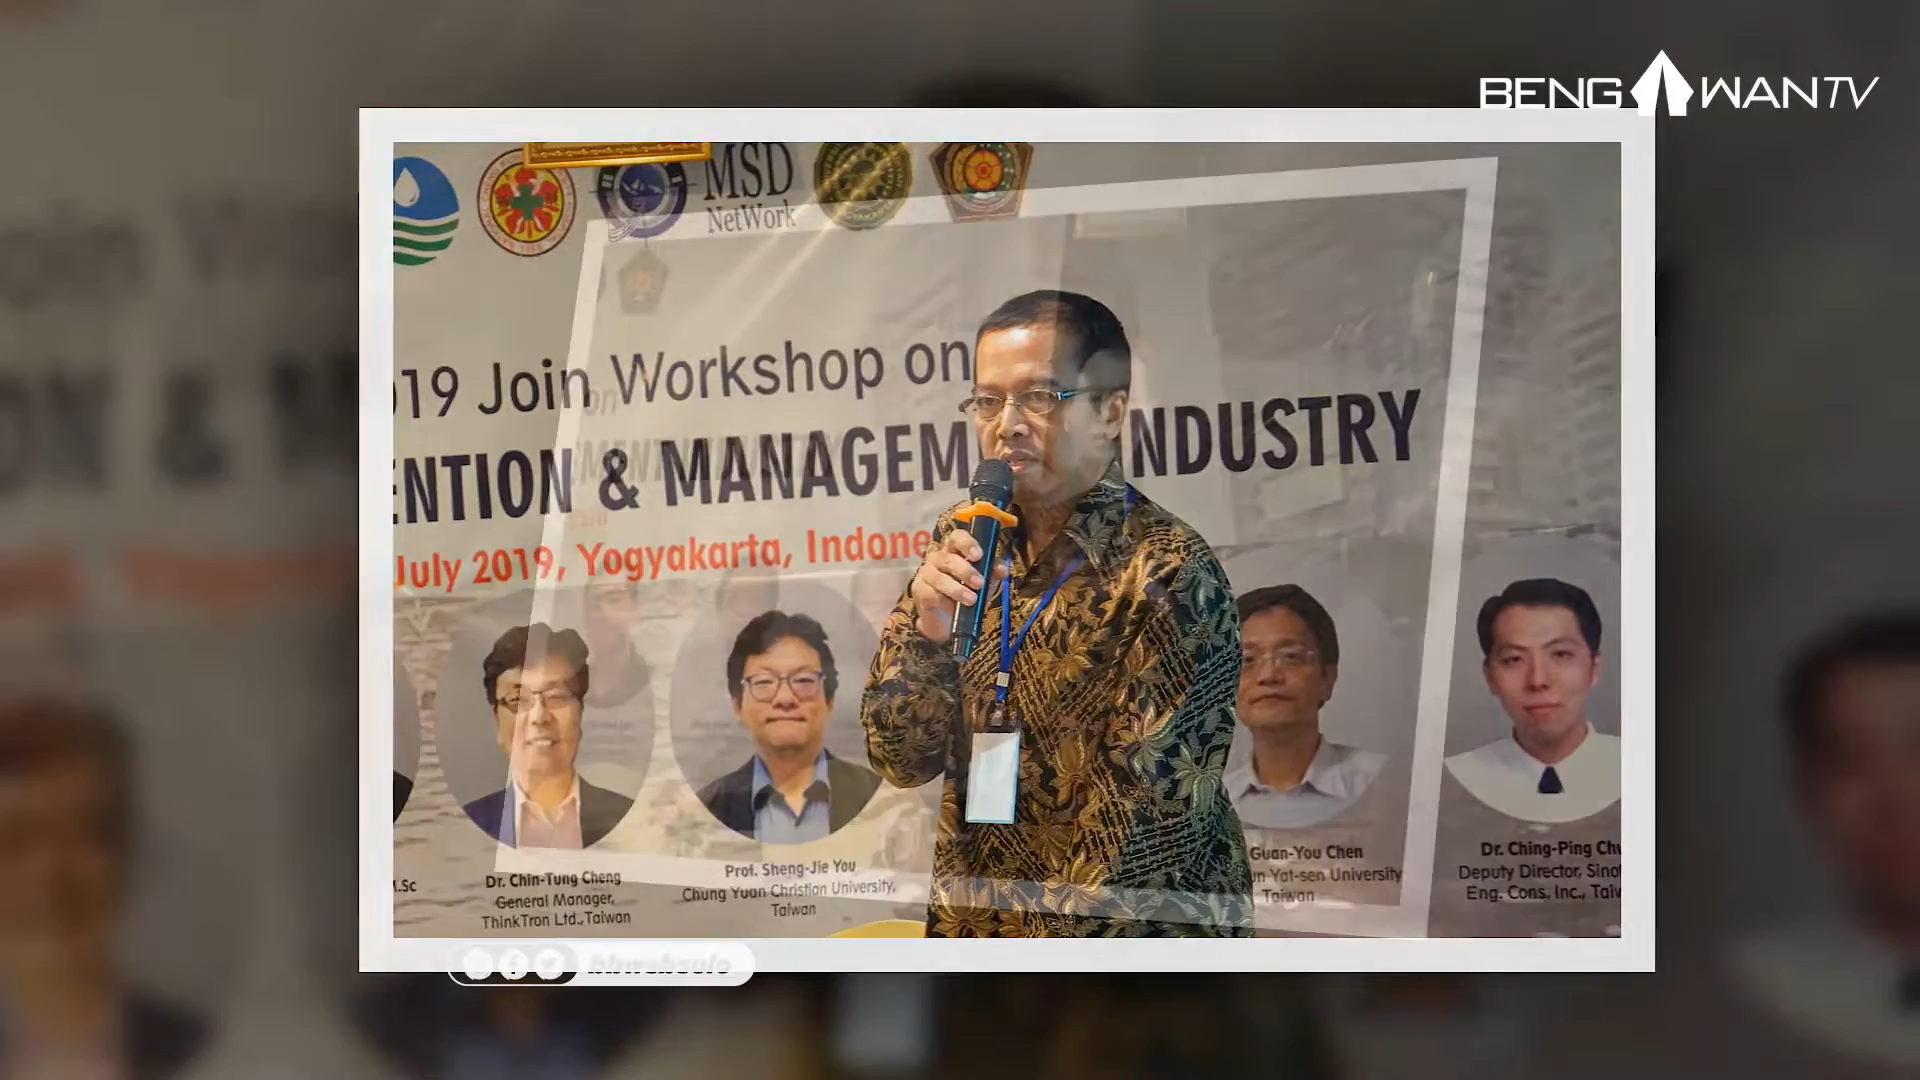 BENGAWANTV
MSD
NetWork
19 Join Workshop on
ENTION & MANAGEM INDUSTRY
July 2019, Yogyakarta, Indone
.Sc
Dr. Chin-Tung Cheng
General Manager,
ThinkTron Ltd., Taiwan
Prof. Sheng-Jie You
Chung Yuan Christian University,
Taiwan
Guan-You Chen
n Yat-sen University
Taiwan
Dr. Ching-Ping Ch
Deputy Director, Sino
Eng. Cons. Inc., Taiw